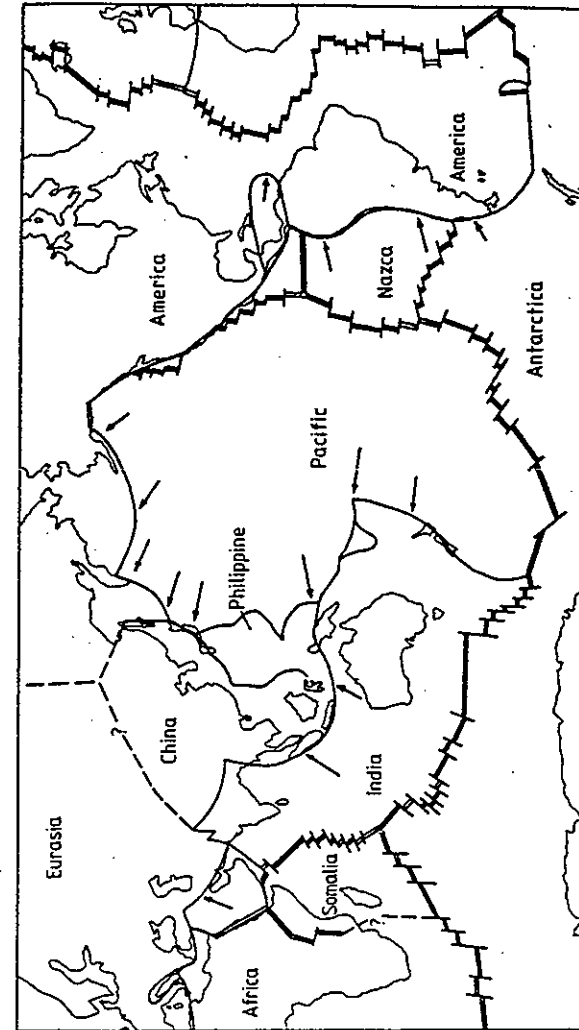 Eurasia
?
America
China
Philippine
Africa
Pacific
Somalia
?
India
Nazca
America
Antarctica